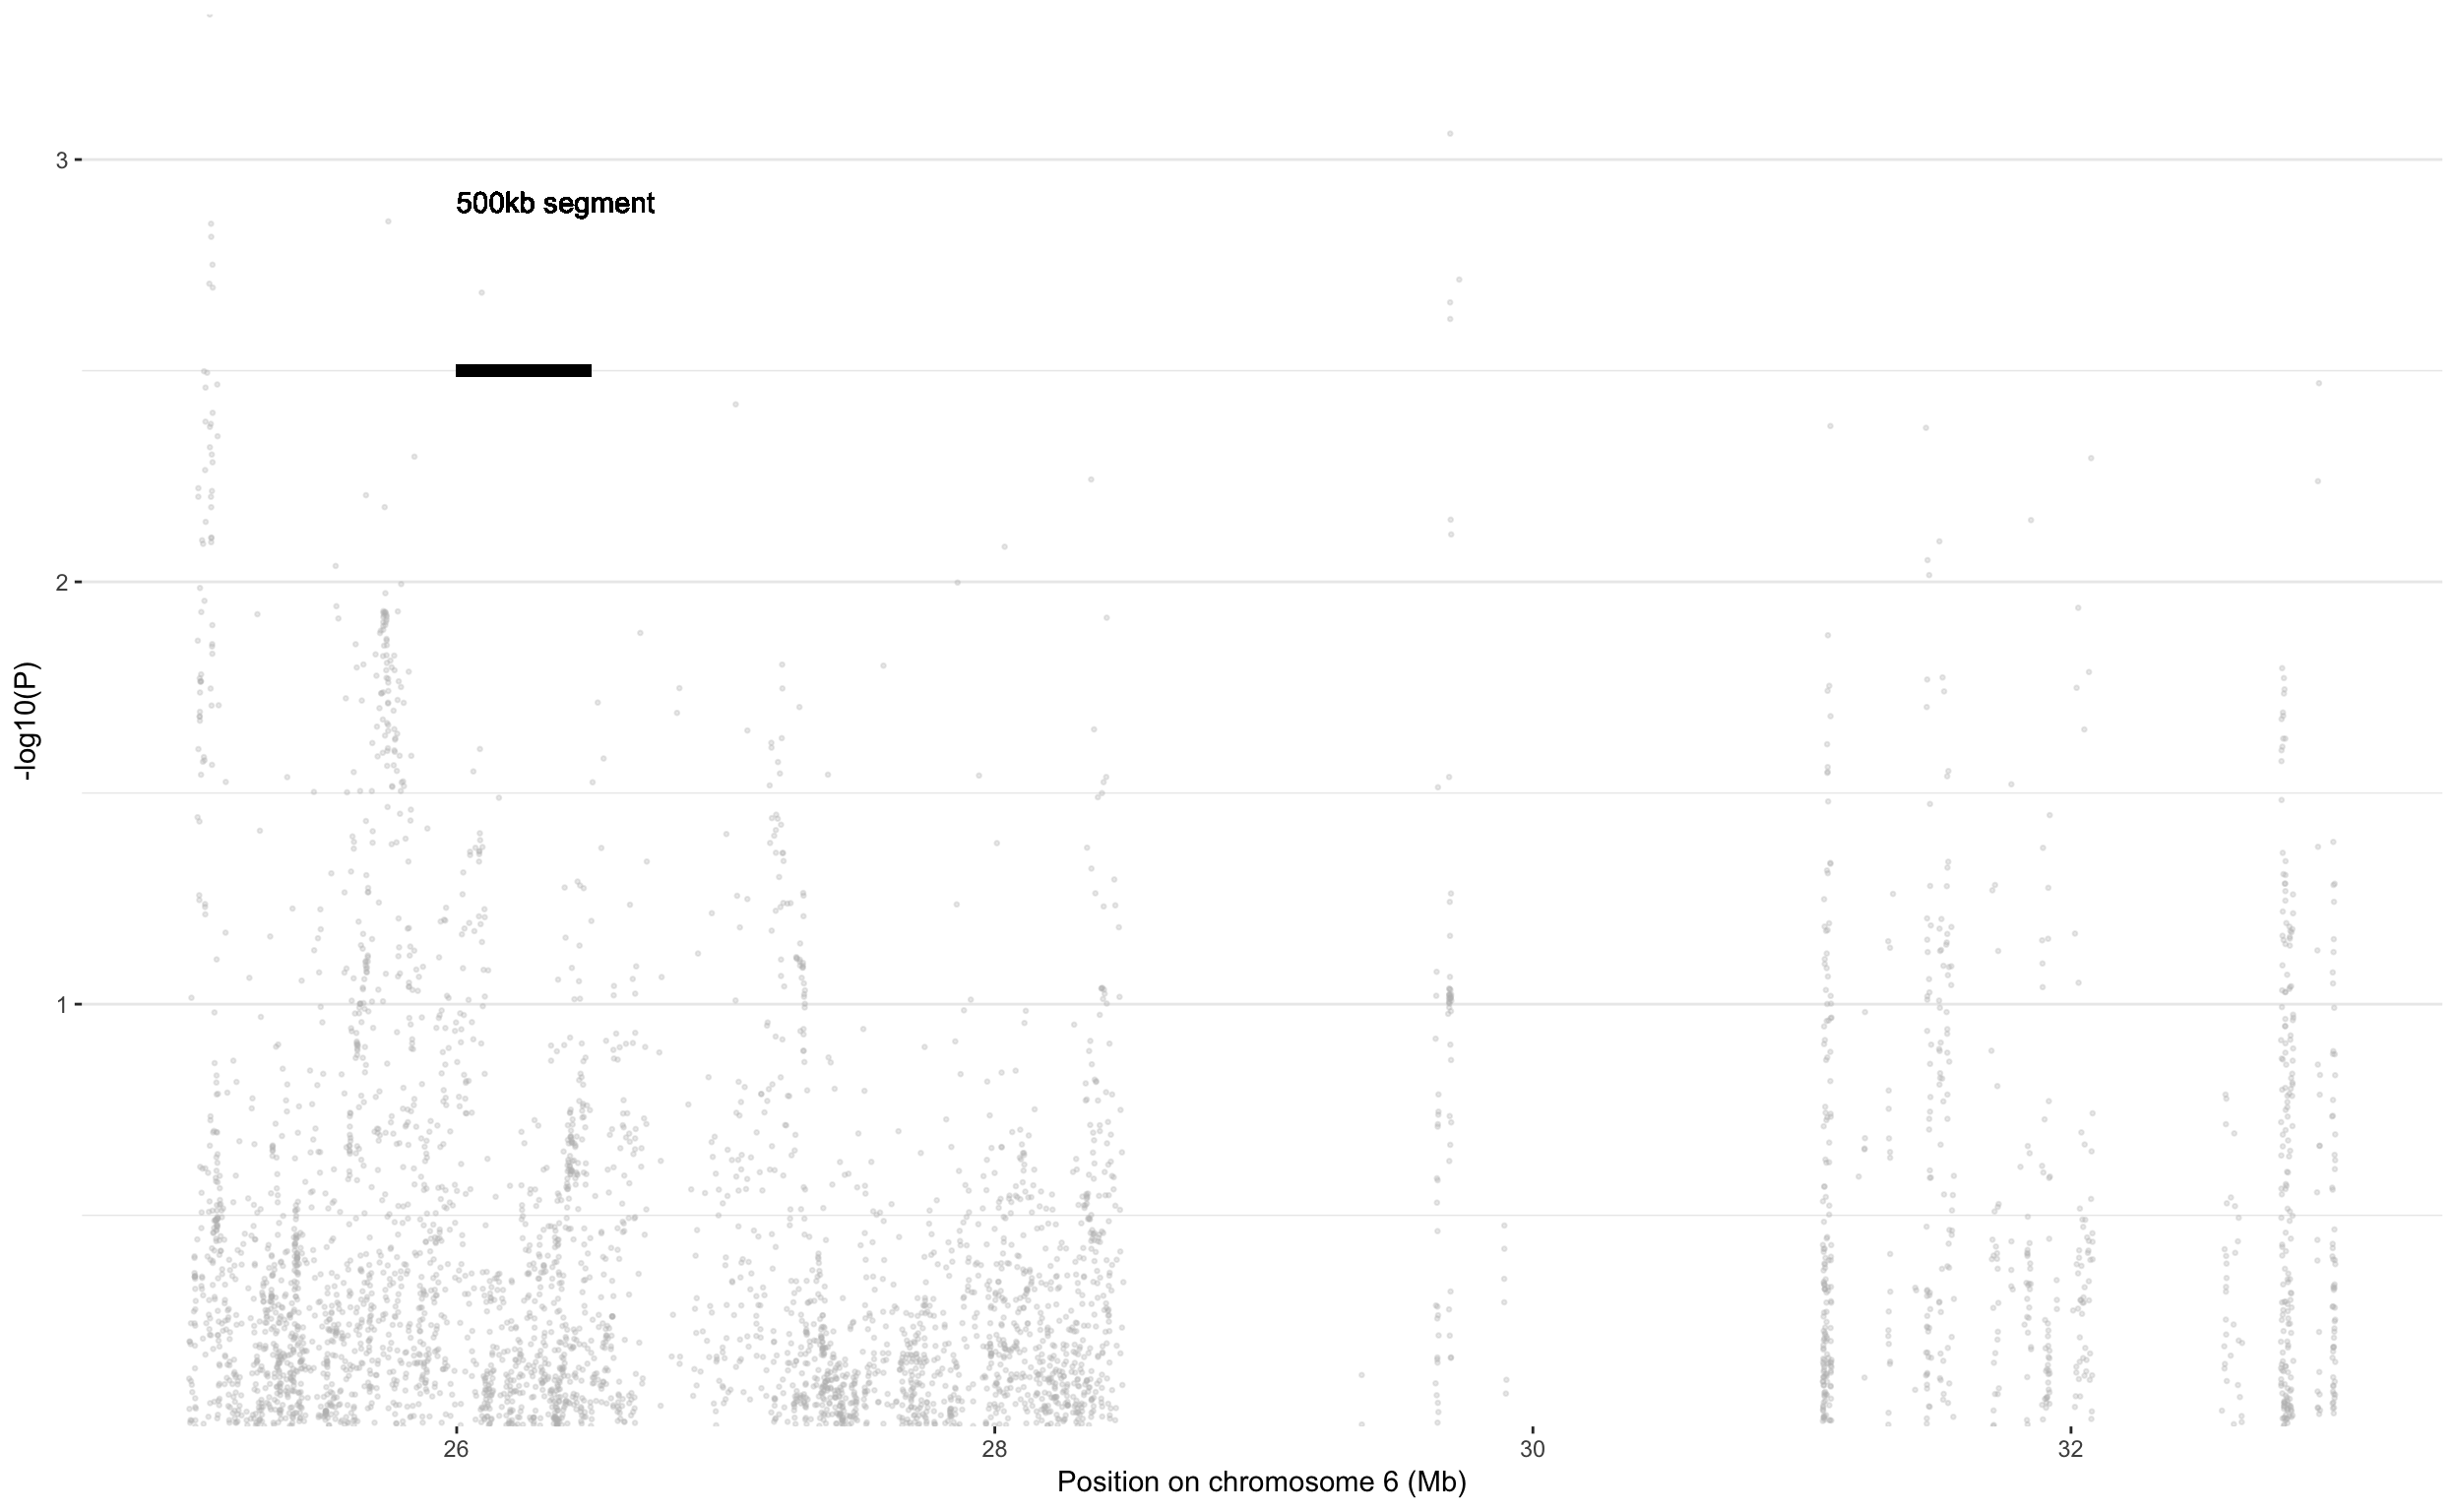 3
500kb segment
2
-log10(P)
1
26 28 30 32
Position on chromosome 6 (Mb)